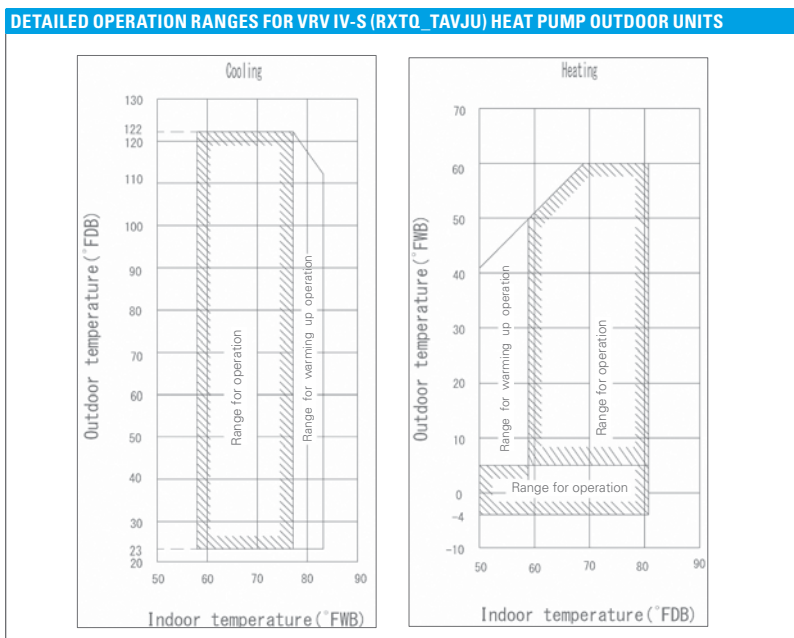 DETAILED OPERATION RANGES FOR VRV IV-S (RXTQ_TAVJU) HEAT PUMP OUTDOOR UNITS
Cooling
130
122
120
110
100
90
80
70
60
50
40
30
23
20
50 60 70 80 90
Outdoor temperature(°FDB)
Range for operation
Range for warming up operation
Indoor temperature(°FWB)
Heating
70
60
50
40
30
20
10
0
-4
-10
50 60 70 80 90
Outdoor temperature(°FWB)
Range for warming up operation
Range for operation
Range for operation
Indoor temperature(°FDB)